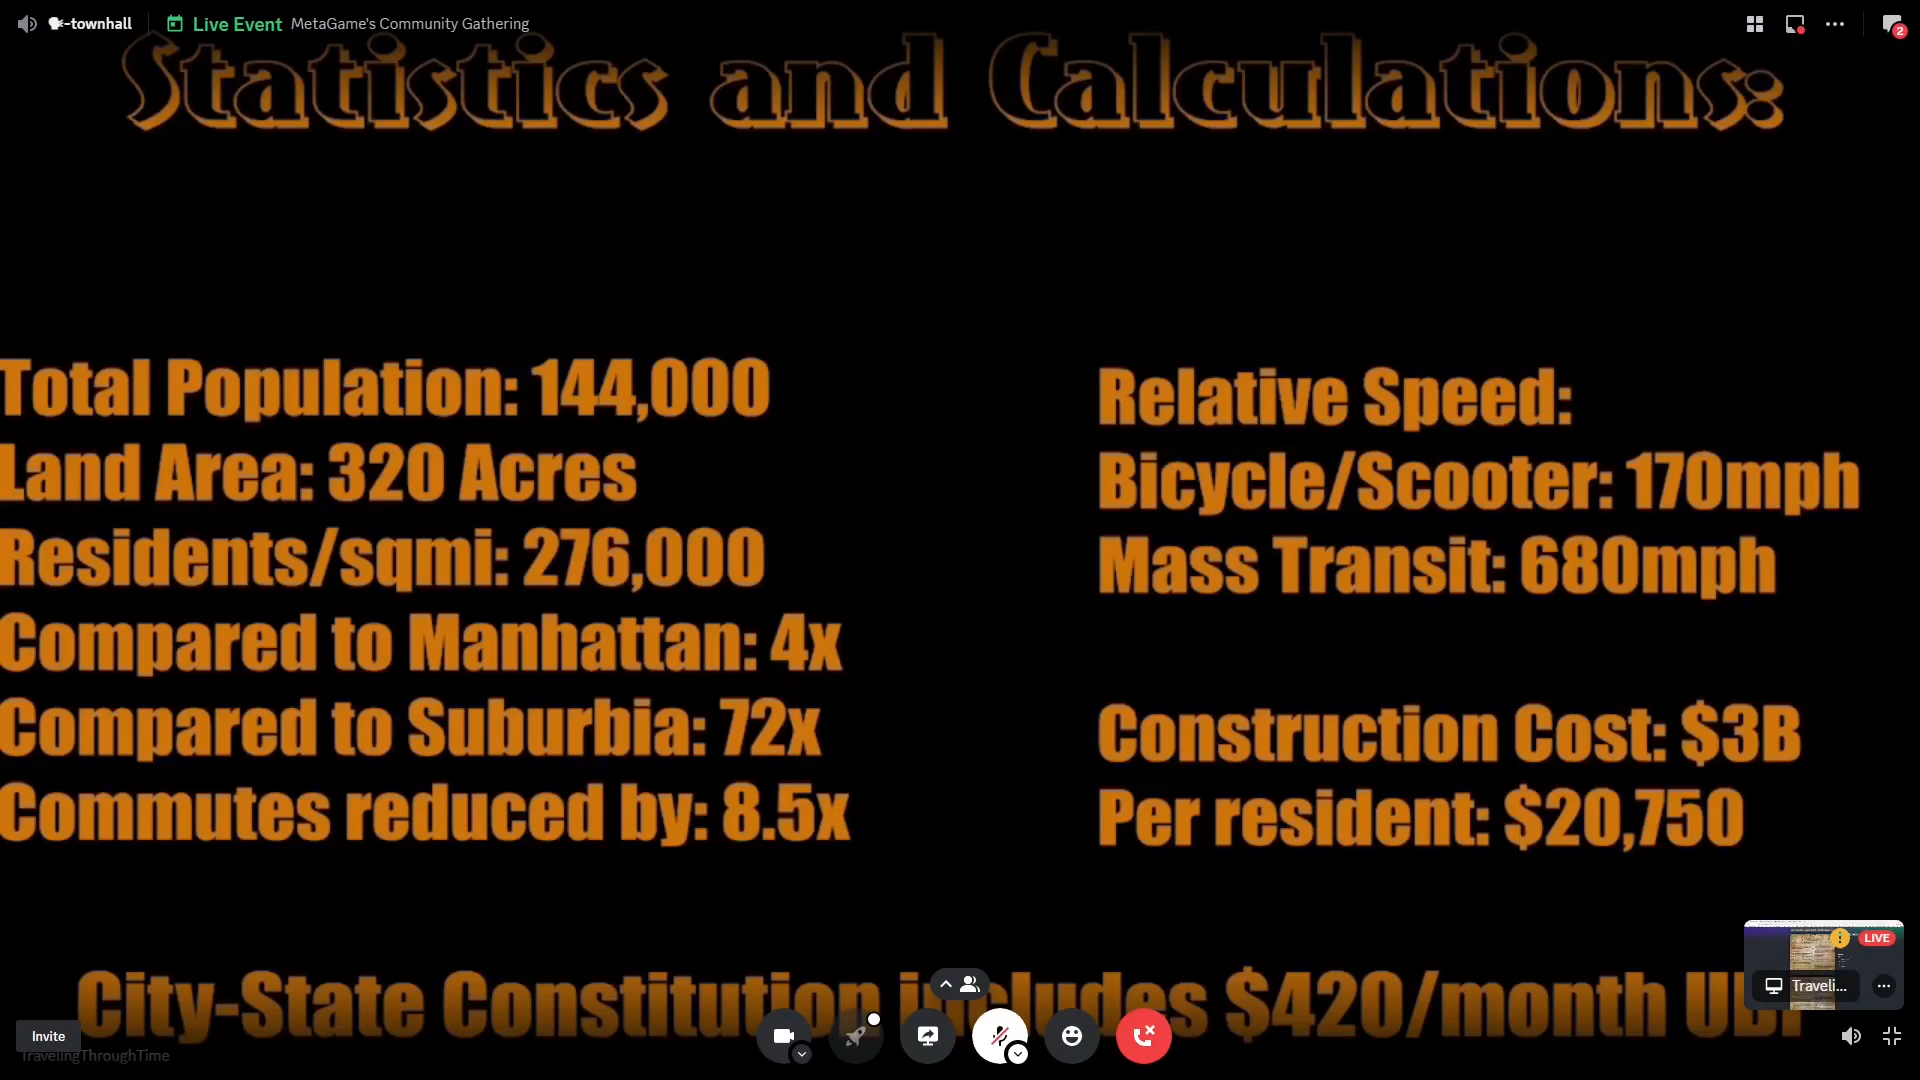 -townhall
Live Event MetaGame's Community Gathering
2
Statistics and Calculations:
Total Population: 144,000
Land Area: 320 Acres
Residents/sqmi: 276,000
Compared to Manhattan: 4x
Compared to Suburbia: 72x
Commutes reduced by: 8.5x
Relative Speed:
Bicycle/Scooter: 170mph
Mass Transit: 680mph
Construction Cost: $3B
Per resident: $20,750
LIVE
Traveli...
City-State Constitution includes $420/month UBI
Invite
TravelingThroughTime